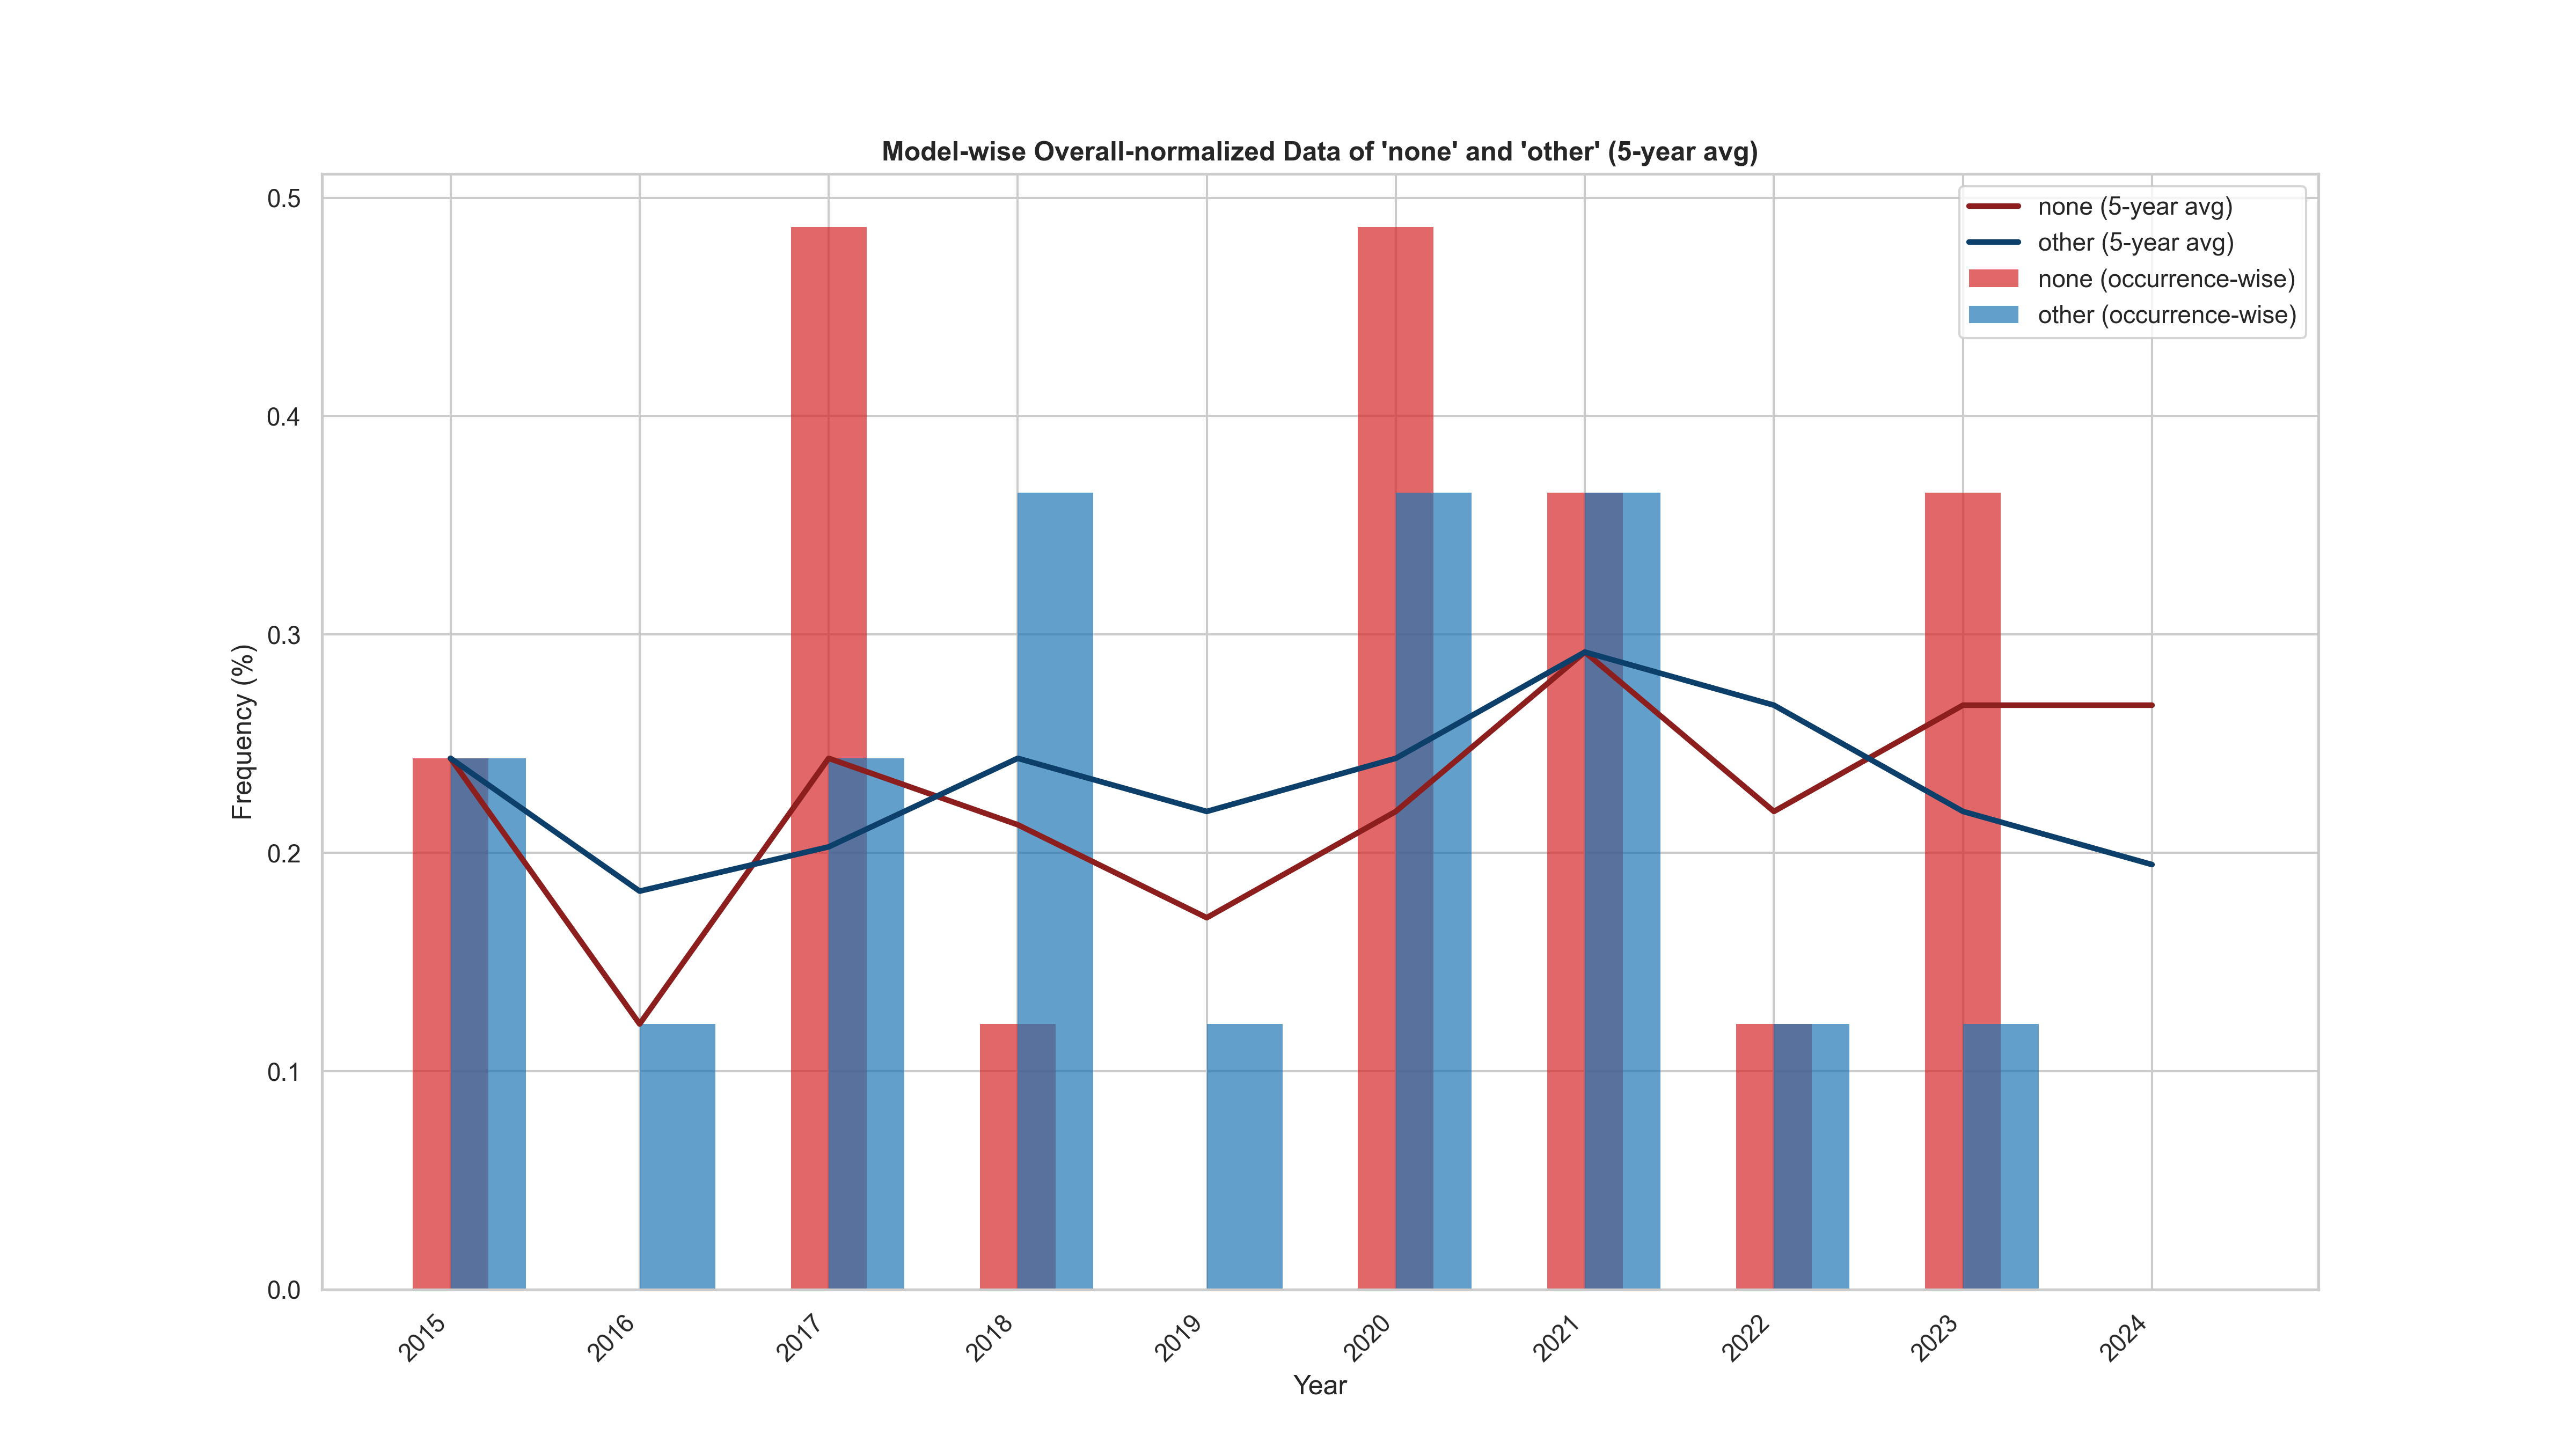 Model-wise Overall-normalized Data of 'none' and 'other' (5-year avg)
none (5-year avg)
other (5-year avg)
none (occurrence-wise)
other (occurrence-wise)
Frequency (%)
0.5
0.4
0.3
0.2
0.1
0.0
2015
2016
2017
2018
2019
2020
2021
2022
2023
2024
Year